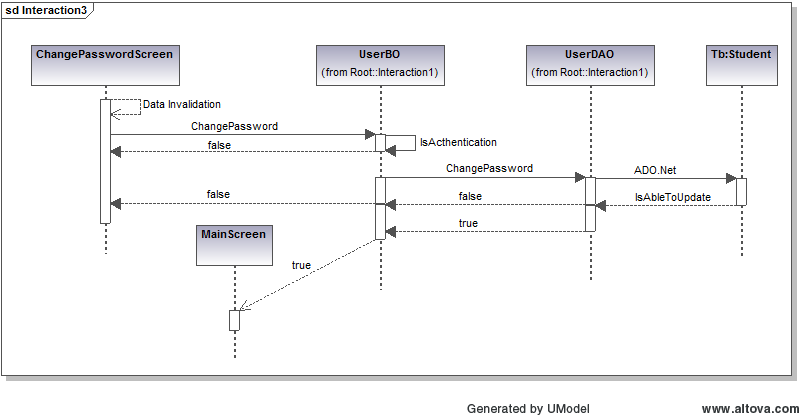 sd Interaction3
ChangePasswordScreen
UserBO
(from Root::Interaction1)
UserDAO
(from Root::Interaction1)
Tb:Student
Data Invalidation
ChangePassword
IsActhentication
false
ChangePassword
ADO.Net
false
false
IsAbleToUpdate
true
MainScreen
true
Generated by UModel
www.altova.com